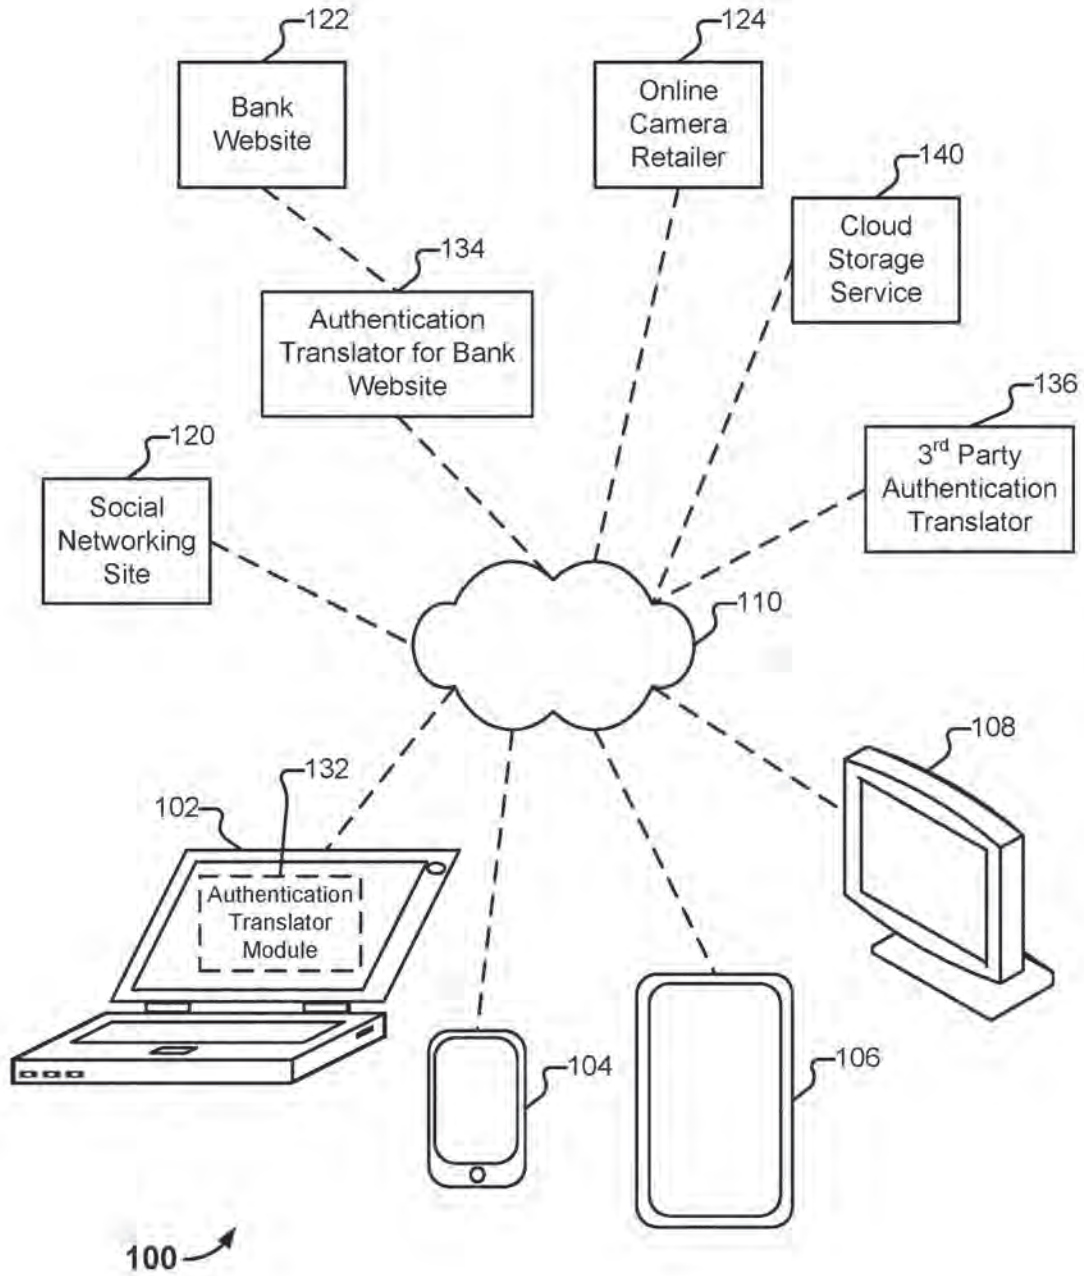 122
124
Bank
Website
Online
Camera
Retailer
140
Cloud
Storage
Service
134
Authentication
Translator for Bank
Website
136
3rd Party
Authentication
Translator
120
Social
Networking
Site
110
108
132
102
Authentication
Translator
Module
104
106
100